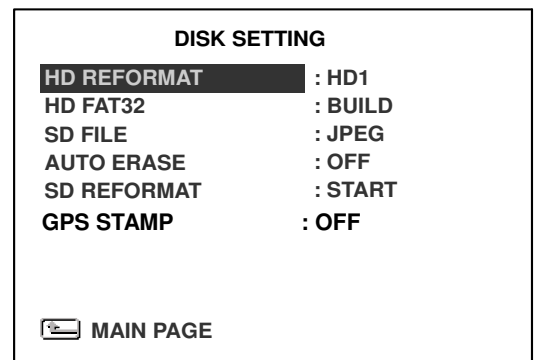 DISK SETTING
HD REFORMAT : HD1
HD FAT32 : BUILD
SD FILE : JPEG
AUTO ERASE : OFF
SD REFORMAT : START
GPS STAMP : OFF
MAIN PAGE